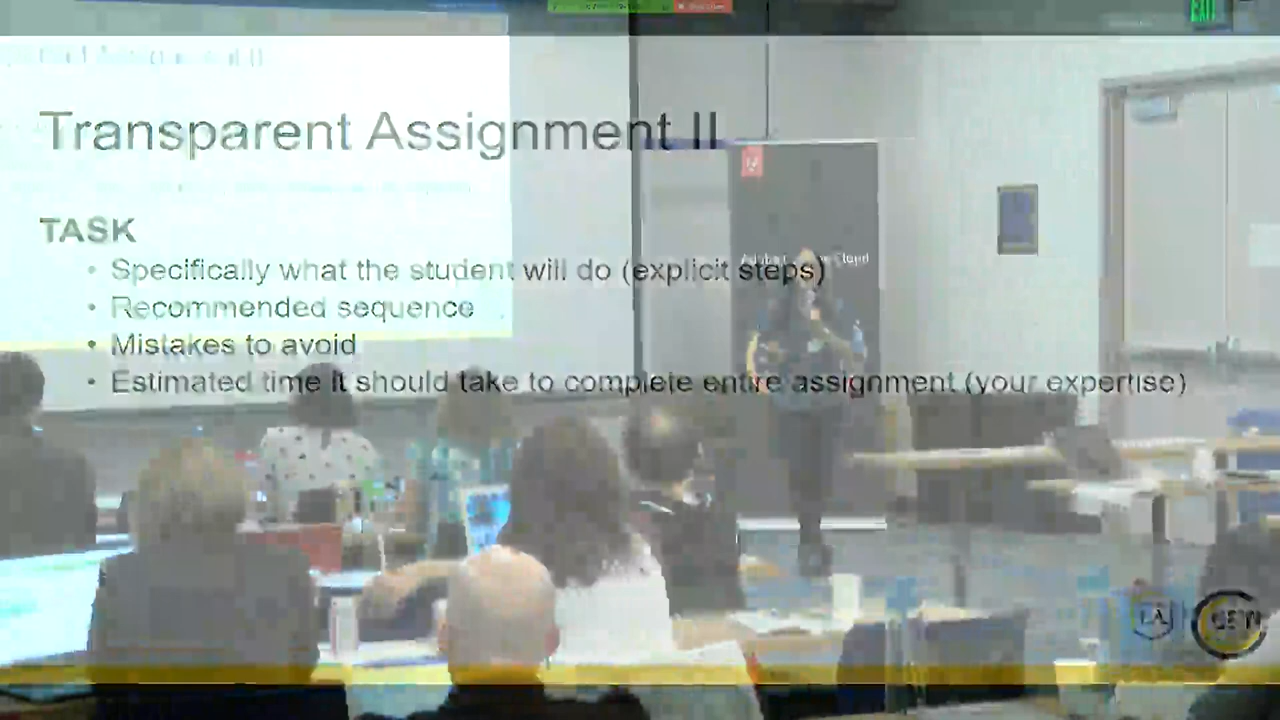 EXIT
Transparent Assignment II
TASK
• Specifically what the student will do (explicit steps)
• Recommended sequence
• Mistakes to avoid
• Estimated time it should take to complete entire assignment (your expertise)